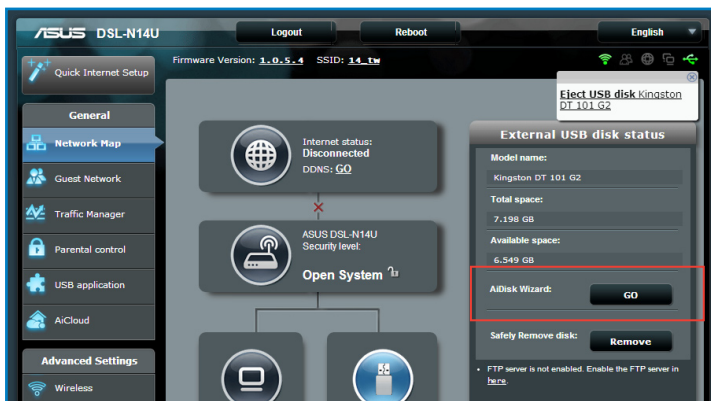 ASUS DSL-N14U
Logout
Reboot
English
Quick Internet Setup
Firmware Version: 1.0.5.4 SSID: 14_tw
Eject USB disk Kingston
DT 101 G2
General
Network Map
Guest Network
Traffic Manager
Parental control
USB application
AiCloud
Advanced Settings
Wireless
Internet status:
Disconnected
DDNS: GO
ASUS DSL-N14U
Security level:
Open System
External USB disk status
Model name:
Kingston DT 101 G2
Total space:
7.198 GB
Available space:
6.549 GB
AiDisk Wizard:
GO
Safely Remove disk:
Remove
• FTP server is not enabled. Enable the FTP server in
here.